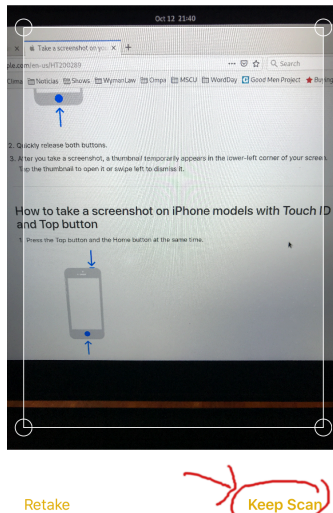 Oct 12 21:40
Take a screenshot on you × +
ple.com/en-us/HT200289 Search
Clima Noticias Shows WymanLaw Ompa MSCU WordDay Good Men Project
2. Quickly release both buttons.
3. After you take a screenshot, a thumbnail temporarily appears in the lower-left corner of your screen.
Tap the thumbnail to open it or swipe left to dismiss it.
How to take a screenshot on iPhone models with Touch ID
and Top button
1. Press the Top button and the Home button at the same time.
Retake Keep Scan